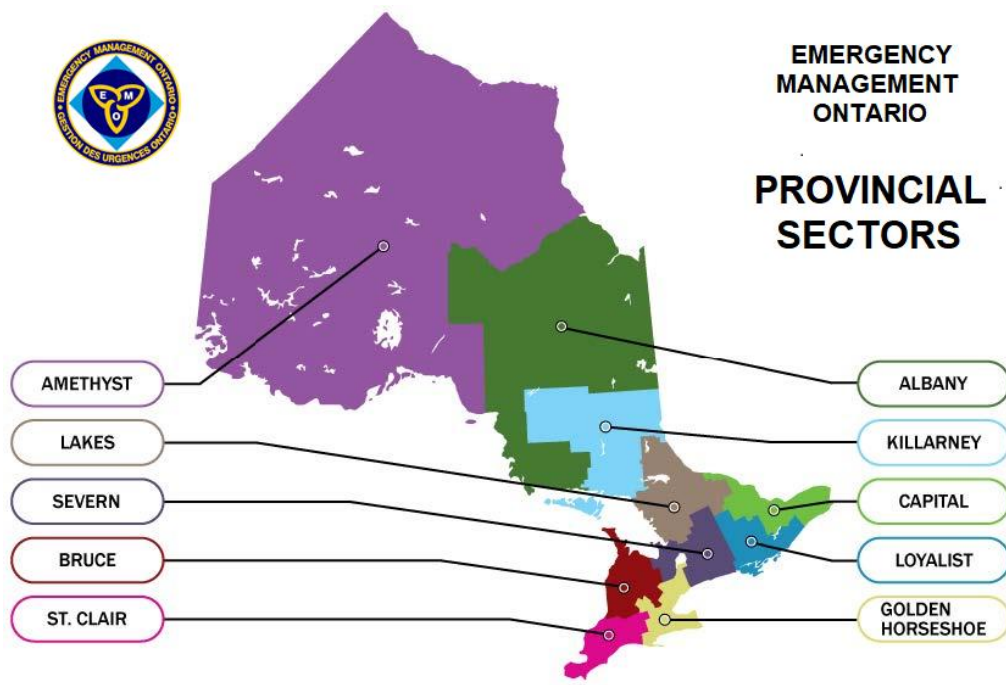 EMERGENCY MANAGEMENT ONTARIO
GESTION DES URGENCES ONTARIO
E M
O
EMERGENCY
MANAGEMENT
ONTARIO
PROVINCIAL
SECTORS
AMETHYST
LAKES
SEVERN
BRUCE
ST. CLAIR
ALBANY
KILLARNEY
CAPITAL
LOYALIST
GOLDEN
HORSESHOE